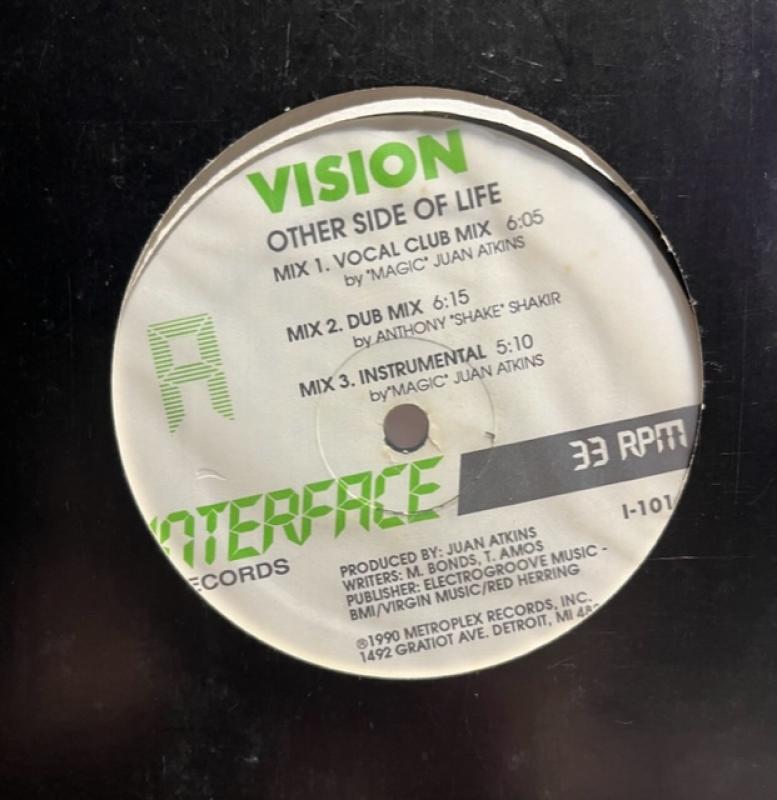 VISION
OTHER SIDE OF LIFE
MIX 1. VOCAL CLUB MIX 6:05
by "MAGIC" JUAN ATKINS
MIX 2. DUB MIX 6:15
by ANTHONY "SHAKE" SHAKIR
MIX 3. INSTRUMENTAL 5:10
by "MAGIC" JUAN ATKINS
A
33 RPM
INTERFACE
ECORDS
I-101
PRODUCED BY: JUAN ATKINS
WRITERS: M. BONDS, T. AMOS
PUBLISHER: ELECTROGROOVE MUSIC -
BMI/VIRGIN MUSIC/RED HERRING
℗1990 METROPLEX RECORDS, INC.
1492 GRATIOT AVE. DETROIT, MI 48